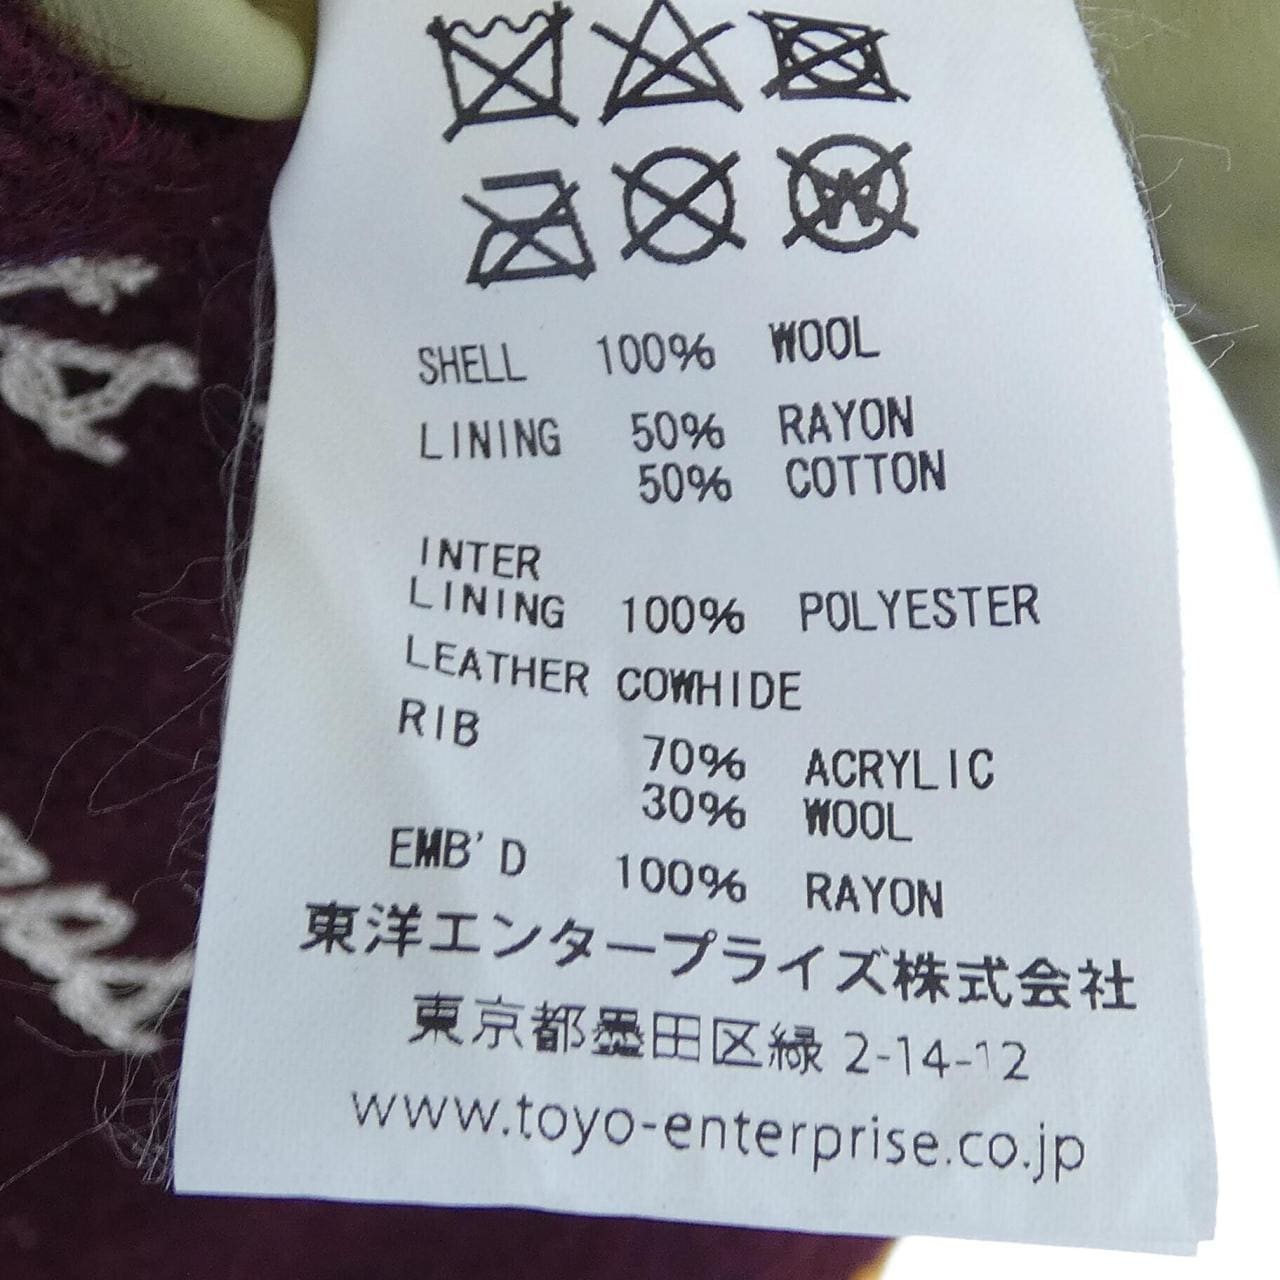 SHELL 100% WOOL
LINING 50% RAYON
50% COTTON
INTER
LINING 100% POLYESTER
LEATHER COWHIDE
RIB
70% ACRYLIC
30% WOOL
EMB'D 100% RAYON
東洋エンタープライズ株式会社
東京都墨田区緑 2-14-12
www.toyo-enterprise.co.jp